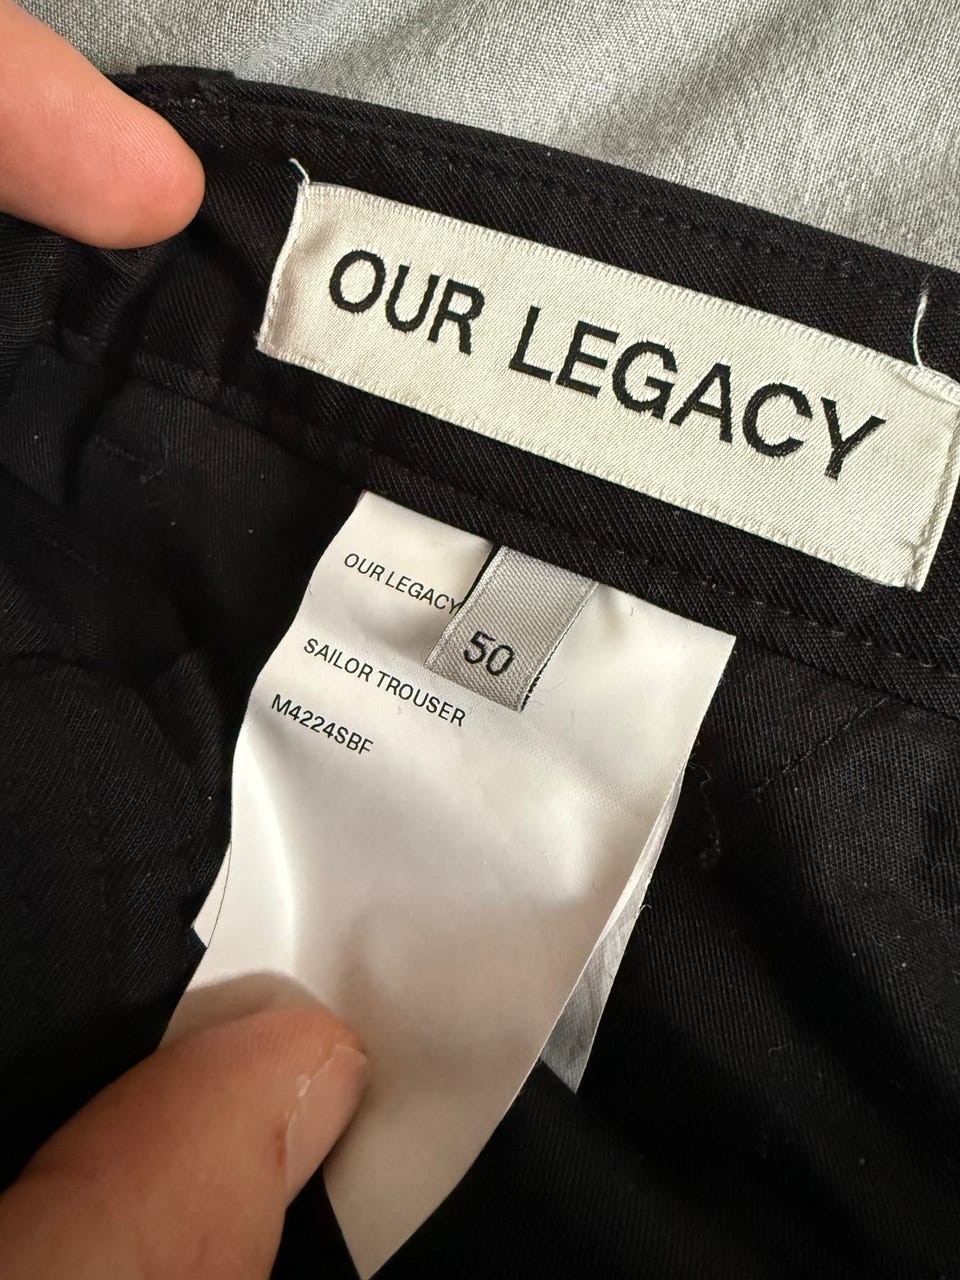 OUR LEGACY
OUR LEGACY
50
SAILOR TROUSER
M4224SBF